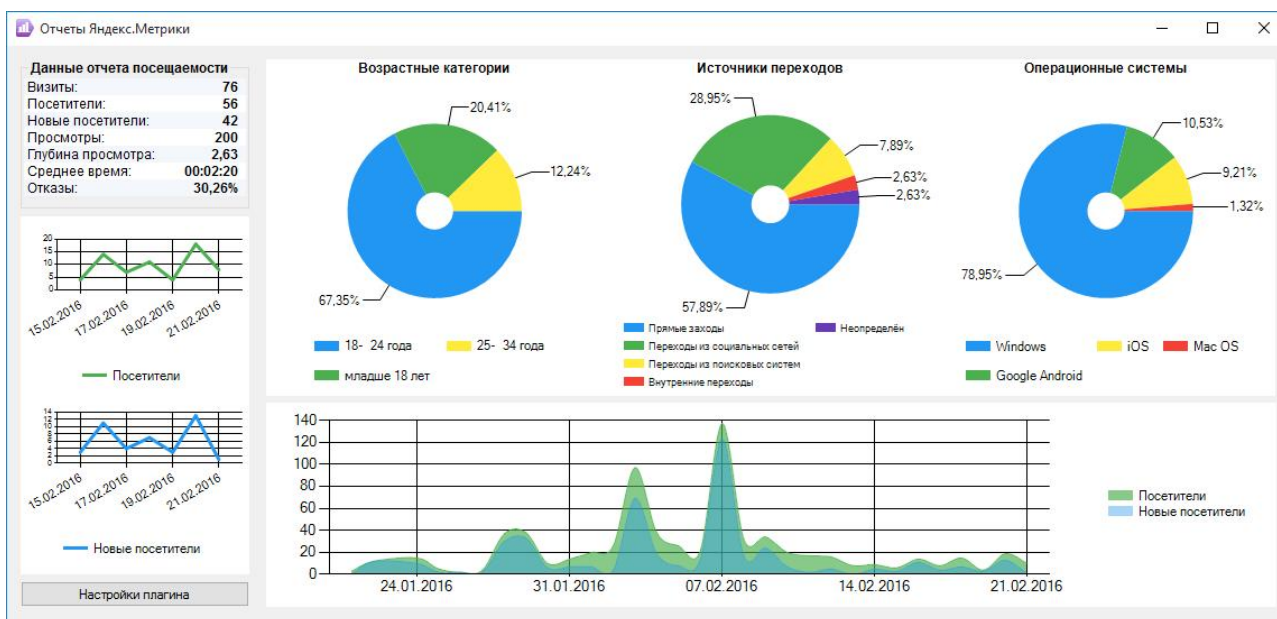 Отчеты Яндекс.Метрики
Данные отчета посещаемости
Визиты: 76
Посетители: 56
Новые посетители: 42
Просмотры: 200
Глубина просмотра: 2,63
Среднее время: 00:02:20
Отказы: 30,26%
20
15
10
5
0
15.02.2016 17.02.2016 19.02.2016 21.02.2016
Посетители
14
12
10
8
6
4
2
0
15.02.2016 17.02.2016 19.02.2016 21.02.2016
Новые посетители
Настройки плагина
Возрастные категории
20,41%
12,24%
67,35%
18- 24 года 25- 34 года
младше 18 лет
Источники переходов
28,95%
7,89%
2,63%
2,63%
57,89%
Прямые заходы Неопределён
Переходы из социальных сетей
Переходы из поисковых систем
Внутренние переходы
Операционные системы
10,53%
9,21%
1,32%
78,95%
Windows iOS Mac OS
Google Android
140
120
100
80
60
40
20
0
24.01.2016 31.01.2016 07.02.2016 14.02.2016 21.02.2016
Посетители
Новые посетители